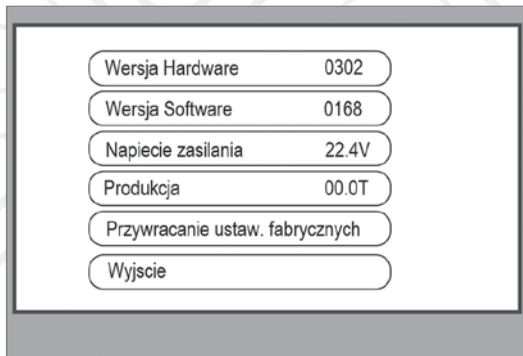 Wersja Hardware 0302
Wersja Software 0168
Napiecie zasilania 22.4V
Produkcja 00.0T
Przywracanie ustaw. fabrycznych
Wyjscie